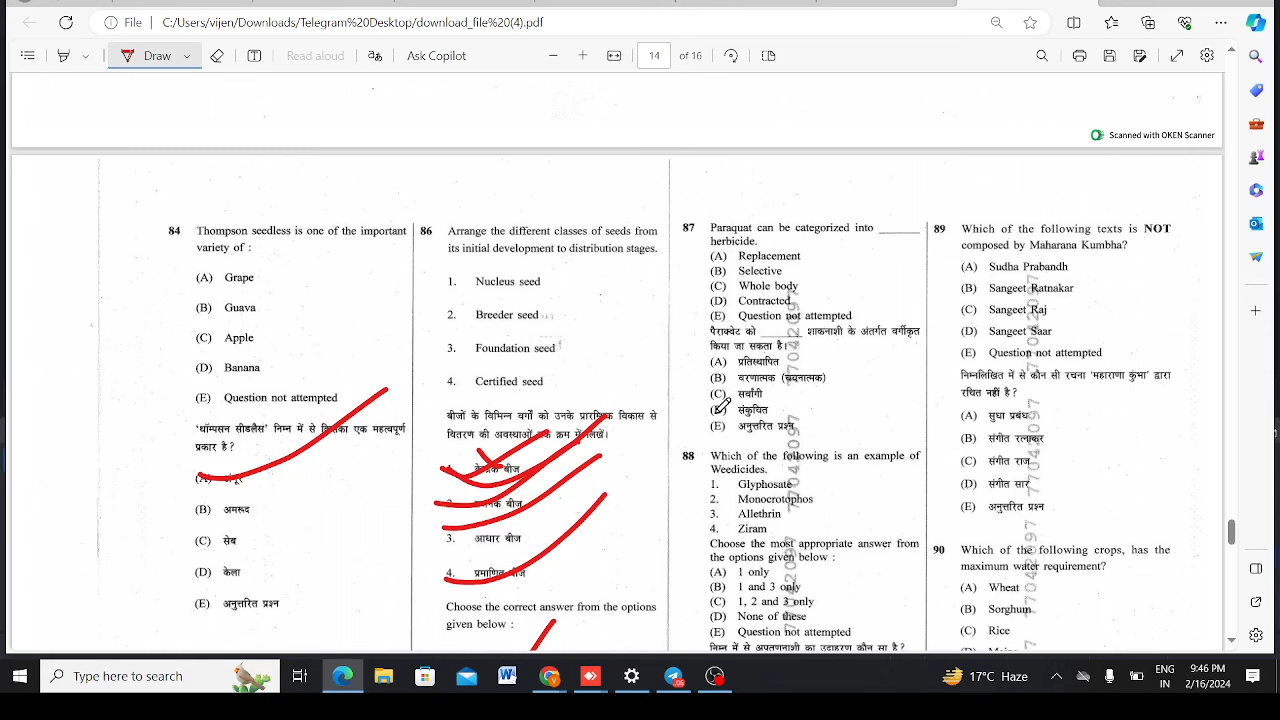 File
C:/Users/vijen/Downloads/Telegram%20Desktop/download_file%20(4).pdf
Draw
Read aloud
Ask Copilot
14
of 16
Scanned with OKEN Scanner
84 Thompson seedless is one of the important
variety of :
(A) Grape
(B) Guava
(C) Apple
(D) Banana
(E) Question not attempted
'थॉम्पसन सीडलैस' निम्न में से किसका एक महत्वपूर्ण
प्रकार है ?
(A) अंगूर
(B) अमरूद
(C) सेब
(D) केला
(E) अनुत्तरित प्रश्न
86 Arrange the different classes of seeds from
its initial development to distribution stages.
1. Nucleus seed
2. Breeder seed
3. Foundation seed
4. Certified seed
बीजों के विभिन्न वर्गों को उनके प्रारम्भिक विकास से
वितरण की अवस्थाओं के क्रम में लिखें।
बीज
बीज
3. आधार बीज
4. प्रमाणित बीज
Choose the correct answer from the options
given below :
87 Paraquat can be categorized into ______
herbicide.
(A) Replacement
(B) Selective
(C) Whole body
(D) Contracted
(E) Question not attempted
पैराक्वेट को ______ शाकनाशी के अंतर्गत वर्गीकृत
किया जा सकता है।
(A) प्रतिस्थापित
(B) वरणात्मक (चयनात्मक)
(C) सर्वांगी
संकुचित
(E) अनुत्तरित प्रश्न
88 Which of the following is an example of
Weedicides.
1. Glyphosate
2. Monocrotophos
3. Allethrin
4. Ziram
Choose the most appropriate answer from
the options given below :
(A) 1 only
(B) 1 and 3 only
(C) 1, 2 and 3 only
(D) None of these
(E) Question not attempted
निम्न में से अपतृणनाशी का उदाहरण कौन सा है ?
89 Which of the following texts is NOT
composed by Maharana Kumbha?
(A) Sudha Prabandh
(B) Sangeet Ratnakar
(C) Sangeet Raj
(D) Sangeet Saar
(E) Question not attempted
निम्नलिखित में से कौन सी रचना 'महाराणा कुंभा' द्वारा
रचित नहीं है ?
(A) सुधा प्रबंध
(B) संगीत रत्नाकर
(C) संगीत राज
(D) संगीत सार
(E) अनुत्तरित प्रश्न
90 Which of the following crops, has the
maximum water requirement?
(A) Wheat
(B) Sorghum
(C) Rice
77042097
77042097
77042097
77042097
77042097
77042097
Type here to search
17°C Haze
ENG
IN
9:46 PM
2/16/2024